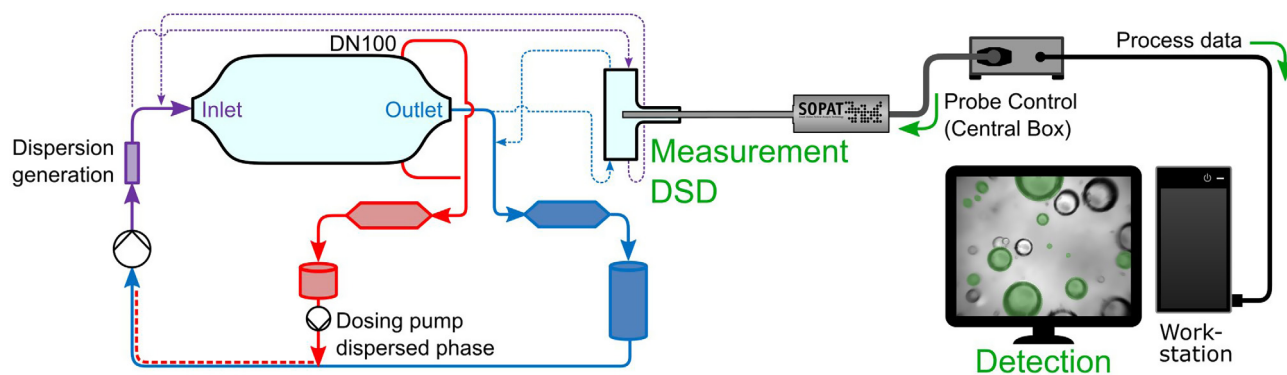 DN100
Inlet
Outlet
Dispersion
generation
Dosing pump
dispersed phase
Measurement
DSD
SOPAT
Probe Control
(Central Box)
Process data
Detection
Work-
station